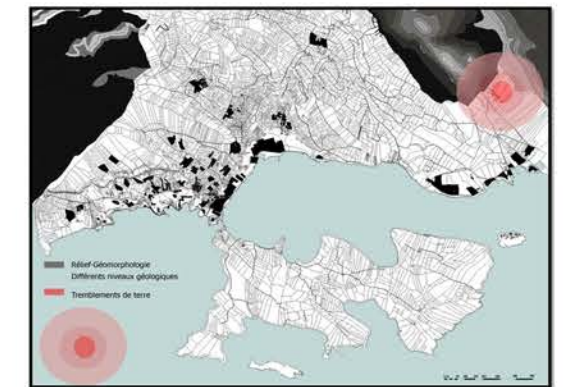 Rélief-Géomorphologie
Différents niveaux géologiques
Tremblements de terre